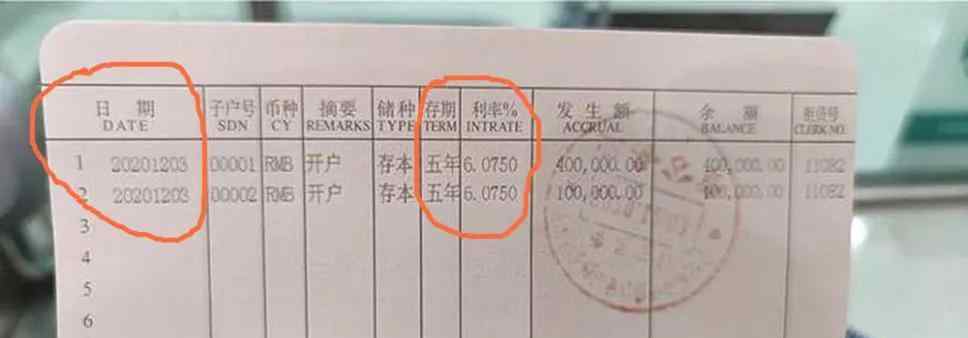 日 期 子户号 币种 摘要 储种 存期 利率% 发生额 余额 柜员号
DATE SDN CY REMARKS TYPE TERM INTRATE ACCRUAL BALANCE CLERK NO.
1 20201203 00001 RMB 开户 存本 五年 6.0750 400,000.00 400,000.00 11082
2 20201203 00002 RMB 开户 存本 五年 6.0750 100,000.00 100,000.00 11082
3
4
5
6